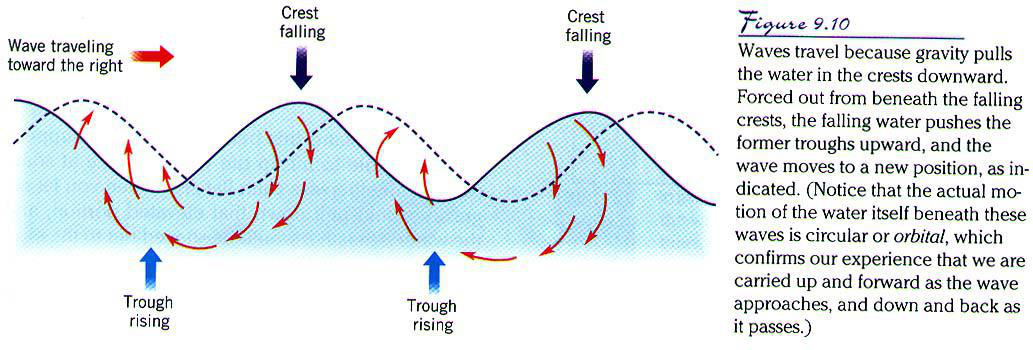 Crest
falling
Crest
falling
Wave traveling
toward the right
Trough
rising
Trough
rising
Figure 9.10
Waves travel because gravity pulls
the water in the crests downward.
Forced out from beneath the falling
crests, the falling water pushes the
former troughs upward, and the
wave moves to a new position, as in-
dicated. (Notice that the actual mo-
tion of the water itself beneath these
waves is circular or orbital, which
confirms our experience that we are
carried up and forward as the wave
approaches, and down and back as
it passes.)